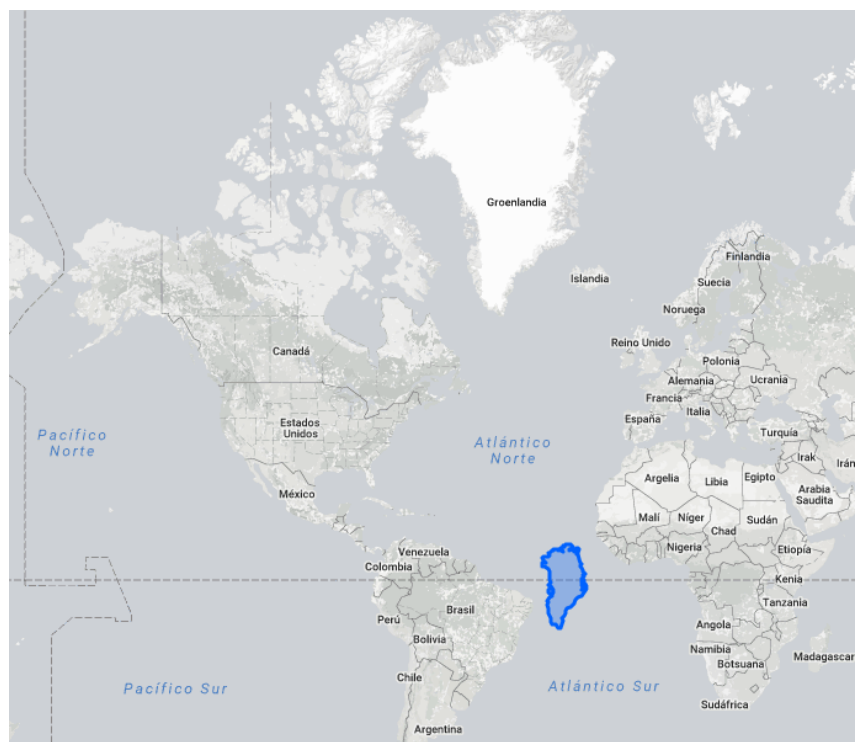 Groenlandia
Finlandia
Islandia
Suecia
Noruega
Reino Unido
Canadá
Polonia
Alemania
Ucrania
Francia
Italia
España
Estados
Unidos
Turquía
Pacífico
Norte
Atlántico
Norte
Irak
Irán
Argelia
Libia
Egipto
Arabia
Saudita
México
Malí
Níger
Sudán
Chad
Nigeria
Etiopía
Venezuela
Colombia
Kenia
Brasil
Tanzania
Perú
Angola
Bolivia
Namibia
Madagascar
Botsuana
Chile
Pacífico Sur
Atlántico Sur
Sudáfrica
Argentina